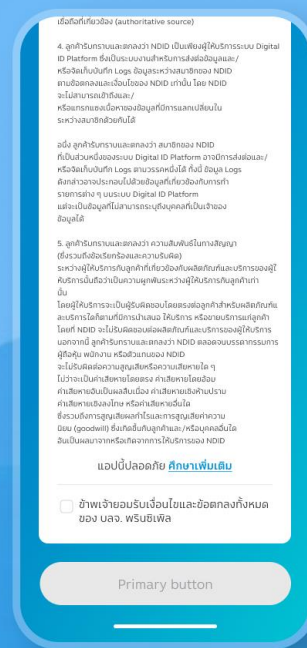 เชื่อถือที่เกี่ยวข้อง (authoritative source)
4. ลูกค้ารับทราบและตกลงว่า NDID เป็นเพียงผู้ให้บริการระบบ Digital
ID Platform ซึ่งเป็นระบบงานสำหรับการส่งต่อข้อมูลและ/
หรือจัดเก็บบันทึก Logs ข้อมูลระหว่างสมาชิกของ NDID
ตามข้อตกลงและเงื่อนไขของ NDID เท่านั้น โดย NDID
จะไม่สามารถเข้าถึงและ/
หรือแทรกแซงเนื้อหาของข้อมูลที่มีการแลกเปลี่ยนใน
ระหว่างสมาชิกด้วยกันได้
อนึ่ง ลูกค้ารับทราบและตกลงว่า สมาชิกของ NDID
ที่เป็นส่วนหนึ่งของระบบ Digital ID Platform อาจมีการส่งต่อและ/
หรือจัดเก็บบันทึก Logs ตามวรรคหนึ่งได้ ทั้งนี้ ข้อมูล Logs
ดังกล่าวอาจประกอบไปด้วยข้อมูลที่เกี่ยวข้องกับการทำ
รายการต่าง ๆ บนระบบ Digital ID Platform
แต่จะเป็นข้อมูลที่ไม่สามารถระบุถึงบุคคลที่เป็นเจ้าของ
ข้อมูลได้
5. ลูกค้ารับทราบและตกลงว่า ความสัมพันธ์ในทางสัญญา
(ซึ่งรวมถึงข้อเรียกร้องและความรับผิด)
ระหว่างผู้ให้บริการกับลูกค้าที่เกี่ยวข้องกับผลิตภัณฑ์และบริการของผู้ใ
ห้บริการนั้นถือว่าเป็นความผูกพันระหว่างผู้ให้บริการกับลูกค้าเท่า
นั้น
โดยผู้ให้บริการจะเป็นผู้รับผิดชอบโดยตรงต่อลูกค้าสำหรับผลิตภัณฑ์แ
ละบริการใดก็ตามที่มีการนำเสนอ ให้บริการ หรือขายบริการแก่ลูกค้า
โดยที่ NDID จะไม่รับผิดชอบต่อผลิตภัณฑ์และบริการของผู้ให้บริการ
นอกจากนี้ ลูกค้ารับทราบและตกลงว่า NDID ตลอดจนบรรดากรรมการ
ผู้ถือหุ้น พนักงาน หรือตัวแทนของ NDID
จะไม่รับผิดต่อความสูญเสียหรือความเสียหายใด ๆ
ไม่ว่าจะเป็นค่าเสียหายโดยตรง ค่าเสียหายโดยอ้อม
ค่าเสียหายอันเป็นผลสืบเนื่อง ค่าเสียหายเชิงห้ามปราม
ค่าเสียหายเชิงลงโทษ หรือค่าเสียหายอื่นใด
ซึ่งรวมถึงการสูญเสียผลกำไรและการสูญเสียค่าความ
นิยม (goodwill) ซึ่งเกิดขึ้นกับลูกค้าและ/หรือบุคคลอื่นใด
อันเป็นผลมาจากหรือเกิดจากการให้บริการของ NDID
แอปนี้ปลอดภัย ศึกษาเพิ่มเติม
ข้าพเจ้ายอมรับเงื่อนไขและข้อตกลงทั้งหมด
ของ บลจ. พรินซิเพิล
Primary button